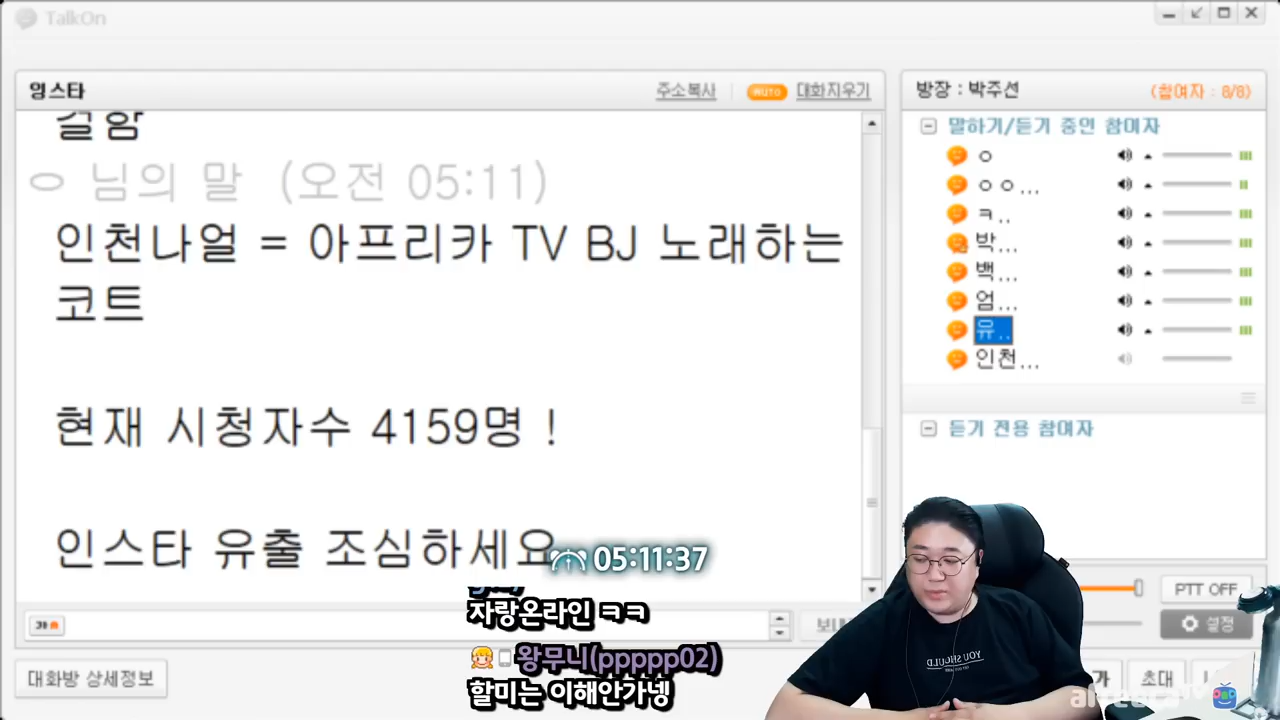 TalkOn
잉스타
주소복사
AUTO
대화지우기
결함
ㅇ 님의 말 (오전 05:11)
인천나얼 = 아프리카 TV BJ 노래하는
코트
현재 시청자수 4159명 !
인스타 유출 조심하세요
05:11:37
자랑온라인 ㅋㅋ
왕무니(ppppp02)
할미는 이해안가넹
대화방 상세정보
방장 : 박주선
(참여자 : 8/8)
말하기/듣기 중인 참여자
ㅇ
ㅇㅇ...
ㅋ..
박...
백...
엄...
유..
인천...
듣기 전용 참여자
PTT OFF
설정
가
초대
YOU SHOULD